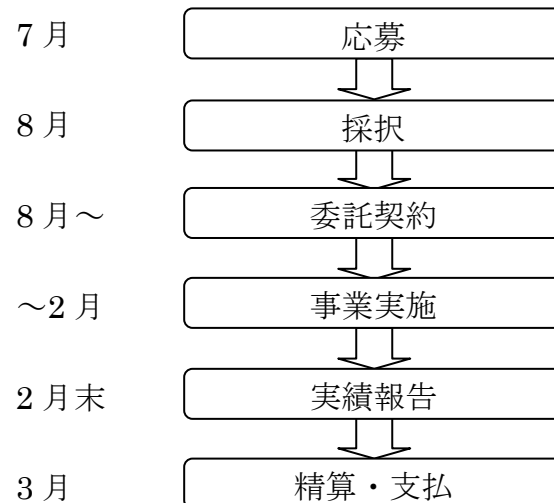 7月 応募
8月 採択
8月～ 委託契約
～2月 事業実施
2月末 実績報告
3月 精算・支払